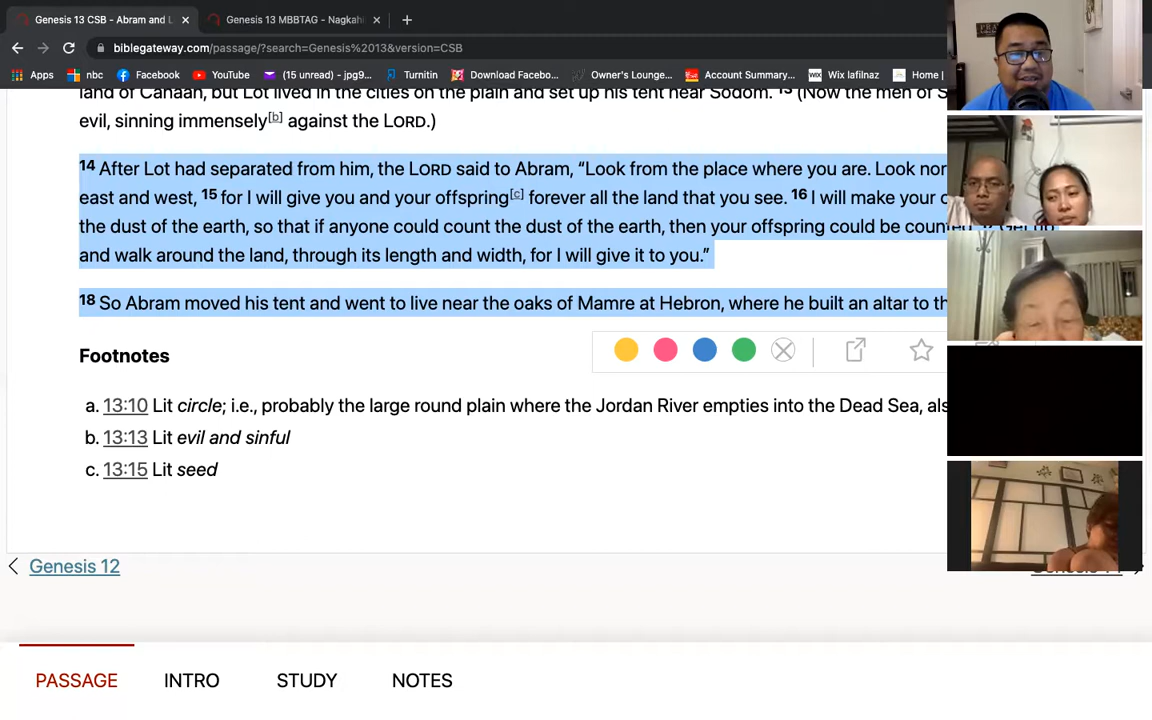 Genesis 13 CSB - Abram and L
Genesis 13 MBBTAG - Nagkahi
biblegateway.com/passage/?search=Genesis%2013&version=CSB
Apps nbc Facebook YouTube (15 unread) - jpg9... Turnitin Download Facebo... Owner's Lounge... Account Summary... WIX Wix lafilnaz Home |
land of Canaan, but Lot lived in the cities on the plain and set up his tent near Sodom. 13 (Now the men of S
evil, sinning immensely[b] against the LORD.)
14 After Lot had separated from him, the LORD said to Abram, “Look from the place where you are. Look nor
east and west, 15 for I will give you and your offspring[c] forever all the land that you see. 16 I will make your o
the dust of the earth, so that if anyone could count the dust of the earth, then your offspring could be counted. 17 Get up
and walk around the land, through its length and width, for I will give it to you.”
18 So Abram moved his tent and went to live near the oaks of Mamre at Hebron, where he built an altar to th
Footnotes
a. 13:10 Lit circle; i.e., probably the large round plain where the Jordan River empties into the Dead Sea, als
b. 13:13 Lit evil and sinful
c. 13:15 Lit seed
Genesis 12
PASSAGE INTRO STUDY NOTES